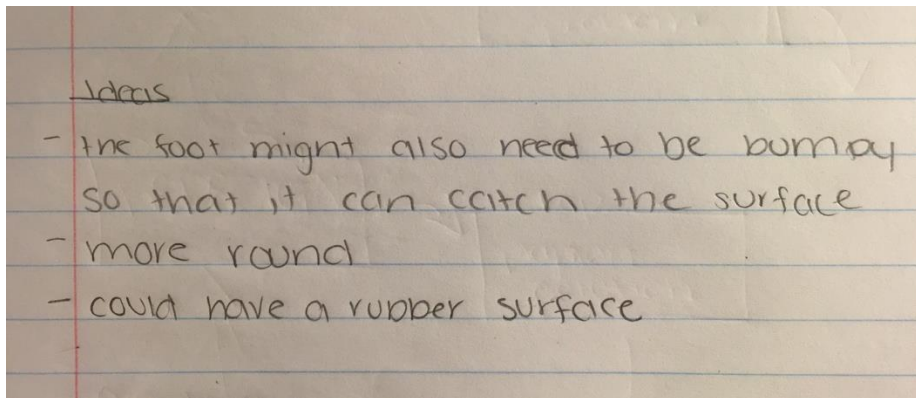 Ideas
- the foot might also need to be bumpy
so that it can catch the surface
- more round
- could have a rubber surface